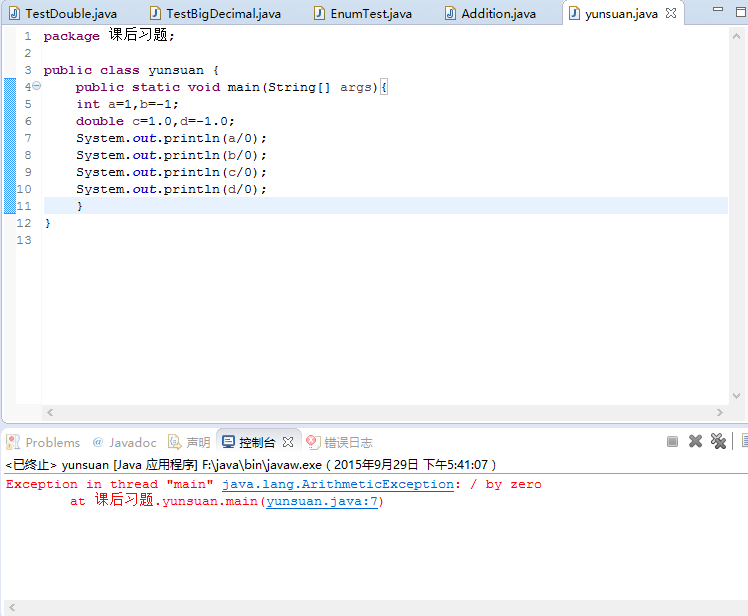 TestDouble.java TestBigDecimal.java EnumTest.java Addition.java yunsuan.java
1 package 课后习题;
2
3 public class yunsuan {
4 public static void main(String[] args){
5 int a=1,b=-1;
6 double c=1.0,d=-1.0;
7 System.out.println(a/0);
8 System.out.println(b/0);
9 System.out.println(c/0);
10 System.out.println(d/0);
11 }
12 }
13
Problems @ Javadoc 声明 控制台 错误日志
<已终止> yunsuan [Java 应用程序] F:\java\bin\javaw.exe ( 2015年9月29日 下午5:41:07 )
Exception in thread "main" java.lang.ArithmeticException: / by zero
at 课后习题.yunsuan.main(yunsuan.java:7)